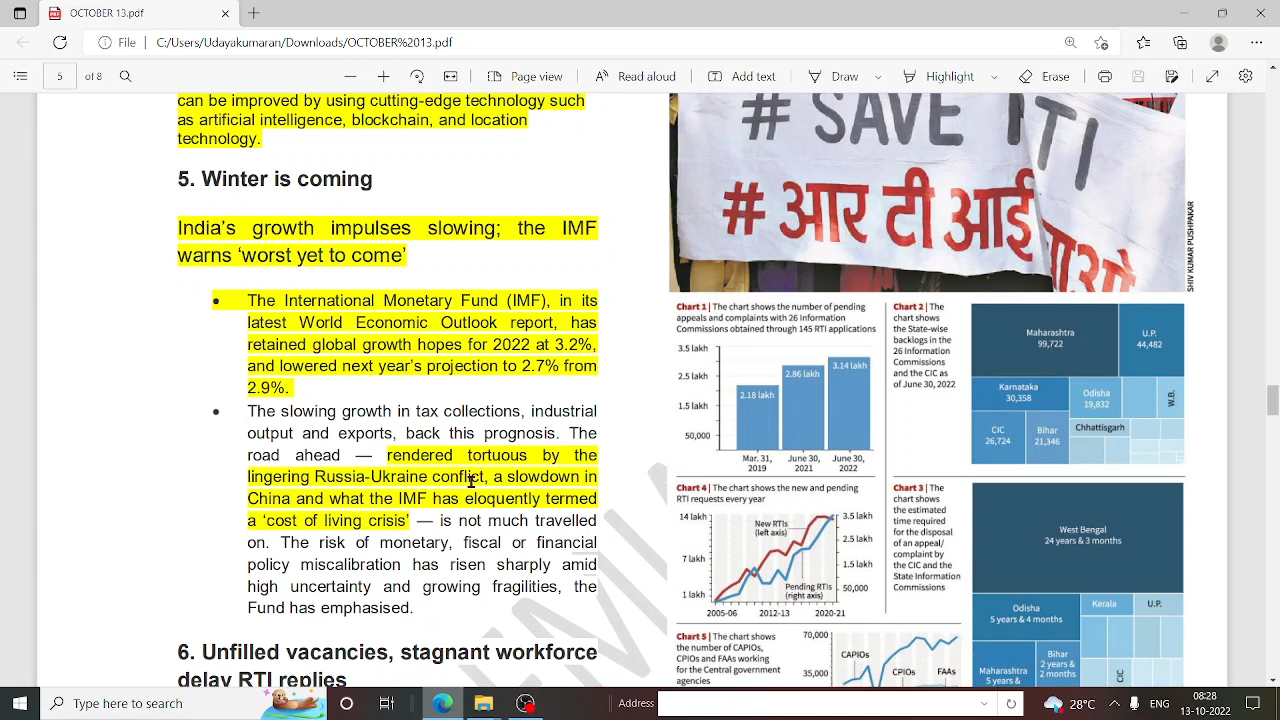 PDF
OCTOBER 13.pdf
File
C:/Users/Udayakumaran/Downloads/OCTOBER%2013.pdf
5
of 8
Page view
Read aloud
Add text
Draw
Highlight
Erase
can be improved by using cutting-edge technology such
as artificial intelligence, blockchain, and location
technology.
5. Winter is coming
India’s growth impulses slowing; the IMF
warns ‘worst yet to come’
• The International Monetary Fund (IMF), in its
latest World Economic Outlook report, has
retained global growth hopes for 2022 at 3.2%,
and lowered next year’s projection to 2.7% from
2.9%.
• The slowing growth in tax collections, industrial
output and exports, back this prognosis. The
road ahead — rendered tortuous by the
lingering Russia-Ukraine conflict, a slowdown in
China and what the IMF has eloquently termed
a ‘cost of living crisis’ — is not much travelled
on. The risk of monetary, fiscal or financial
policy miscalibration has risen sharply amid
high uncertainty and growing fragilities, the
Fund has emphasised.
6. Unfilled vacancies, stagnant workforce
delay RTI replies
# SAVE RTI
# आर टी आई
SHIV KUMAR PUSHPAKAR
Chart 1 | The chart shows the number of pending
appeals and complaints with 26 Information
Commissions obtained through 145 RTI applications
3.5 lakh
2.5 lakh
1.5 lakh
50,000
2.18 lakh
2.86 lakh
3.14 lakh
Mar. 31,
2019
June 30,
2021
June 30,
2022
Chart 2 | The
chart shows
the State-wise
backlogs in the
26 Information
Commissions
and the CIC as
of June 30, 2022
Maharashtra
99,722
U.P.
44,482
Karnataka
30,358
Odisha
19,832
W.B.
CIC
26,724
Bihar
21,346
Chhattisgarh
Chart 4 | The chart shows the new and pending
RTI requests every year
14 lakh
7 lakh
1 lakh
New RTIs
(left axis)
Pending RTIs
(right axis)
3.5 lakh
2.5 lakh
1.5 lakh
50,000
2005-06
2012-13
2020-21
Chart 3 | The
chart shows
the estimated
time required
for the disposal
of an appeal/
complaint by
the CIC and the
State Information
Commissions
West Bengal
24 years & 3 months
Odisha
5 years & 4 months
Kerala
U.P.
Maharashtra
5 years &
Bihar
2 years &
2 months
CIC
Chart 5 | The chart shows
the number of CAPIOs,
CPIOs and FAAs working
for the Central government
agencies
70,000
35,000
CAPIOs
CPIOs
FAAs
Type here to search
Address
28°C
ENG
08:28
13-10-2022